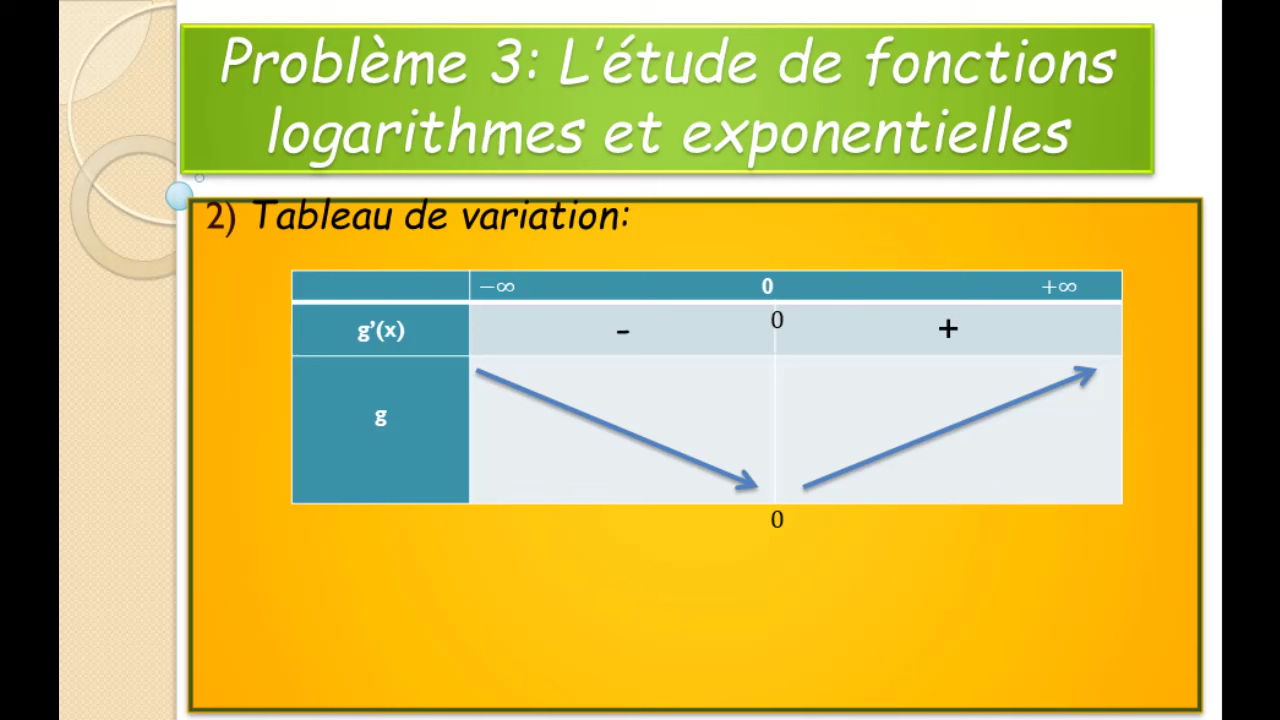 Problème 3: L'étude de fonctions
logarithmes et exponentielles
2) Tableau de variation:
−∞ 0 +∞
g'(x) - 0 +
g
0